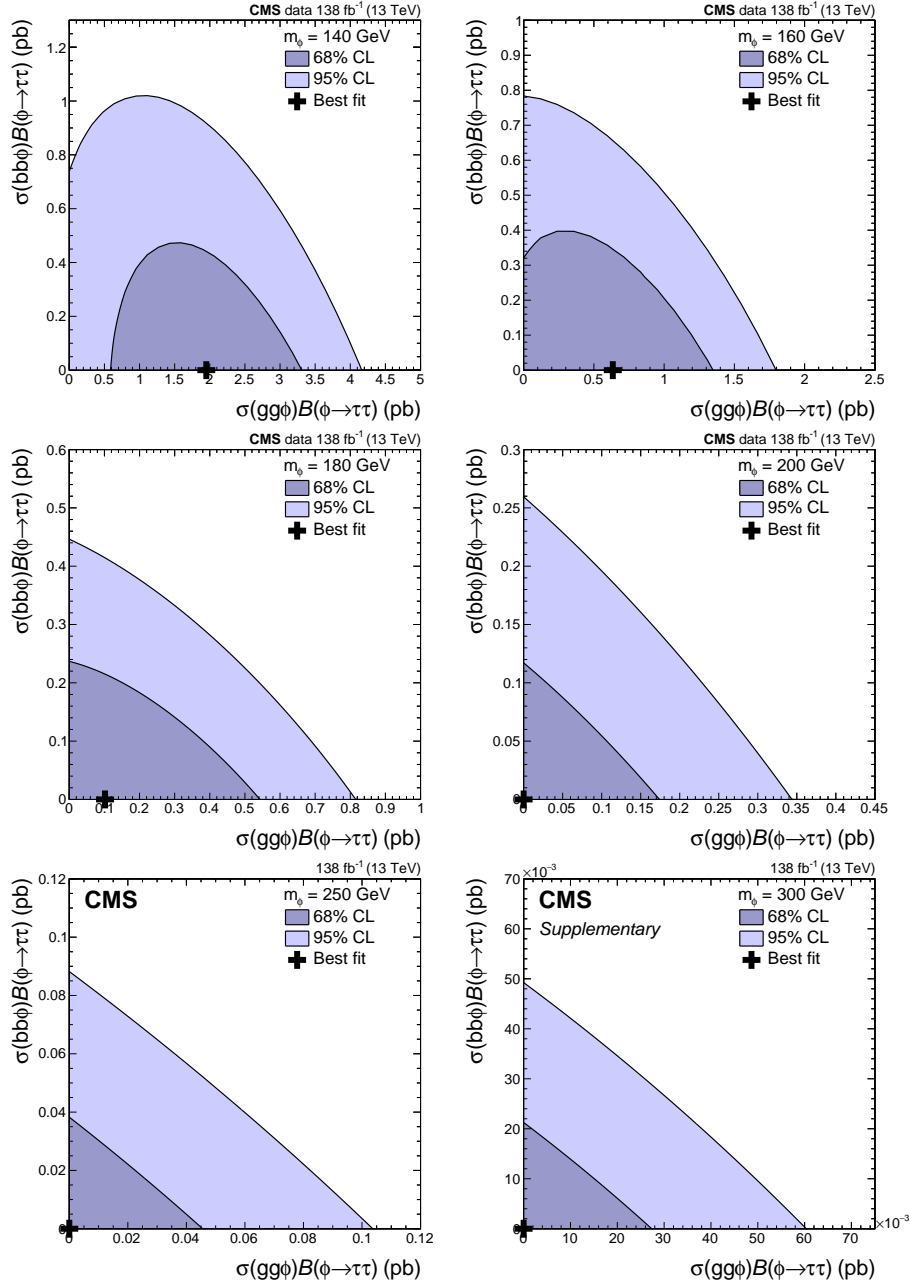 CMS data 138 fb⁻¹ (13 TeV)
σ(bbϕ)B(ϕ→ττ) (pb)
mϕ = 140 GeV
68% CL
95% CL
Best fit
1.2
1
0.8
0.6
0.4
0.2
0
0 0.5 1 1.5 2 2.5 3 3.5 4 4.5 5
σ(ggϕ)B(ϕ→ττ) (pb)
CMS data 138 fb⁻¹ (13 TeV)
σ(bbϕ)B(ϕ→ττ) (pb)
mϕ = 160 GeV
68% CL
95% CL
Best fit
1
0.9
0.8
0.7
0.6
0.5
0.4
0.3
0.2
0.1
0
0 0.5 1 1.5 2 2.5
σ(ggϕ)B(ϕ→ττ) (pb)
CMS data 138 fb⁻¹ (13 TeV)
σ(bbϕ)B(ϕ→ττ) (pb)
mϕ = 180 GeV
68% CL
95% CL
Best fit
0.6
0.5
0.4
0.3
0.2
0.1
0
0 0.1 0.2 0.3 0.4 0.5 0.6 0.7 0.8 0.9 1
σ(ggϕ)B(ϕ→ττ) (pb)
CMS data 138 fb⁻¹ (13 TeV)
σ(bbϕ)B(ϕ→ττ) (pb)
mϕ = 200 GeV
68% CL
95% CL
Best fit
0.3
0.25
0.2
0.15
0.1
0.05
0
0 0.05 0.1 0.15 0.2 0.25 0.3 0.35 0.4 0.45
σ(ggϕ)B(ϕ→ττ) (pb)
138 fb⁻¹ (13 TeV)
σ(bbϕ)B(ϕ→ττ) (pb)
CMS
mϕ = 250 GeV
68% CL
95% CL
Best fit
0.12
0.1
0.08
0.06
0.04
0.02
0
0 0.02 0.04 0.06 0.08 0.1 0.12
σ(ggϕ)B(ϕ→ττ) (pb)
×10⁻³
138 fb⁻¹ (13 TeV)
σ(bbϕ)B(ϕ→ττ) (pb)
CMS
Supplementary
mϕ = 300 GeV
68% CL
95% CL
Best fit
70
60
50
40
30
20
10
0
0 10 20 30 40 50 60 70
×10⁻³
σ(ggϕ)B(ϕ→ττ) (pb)